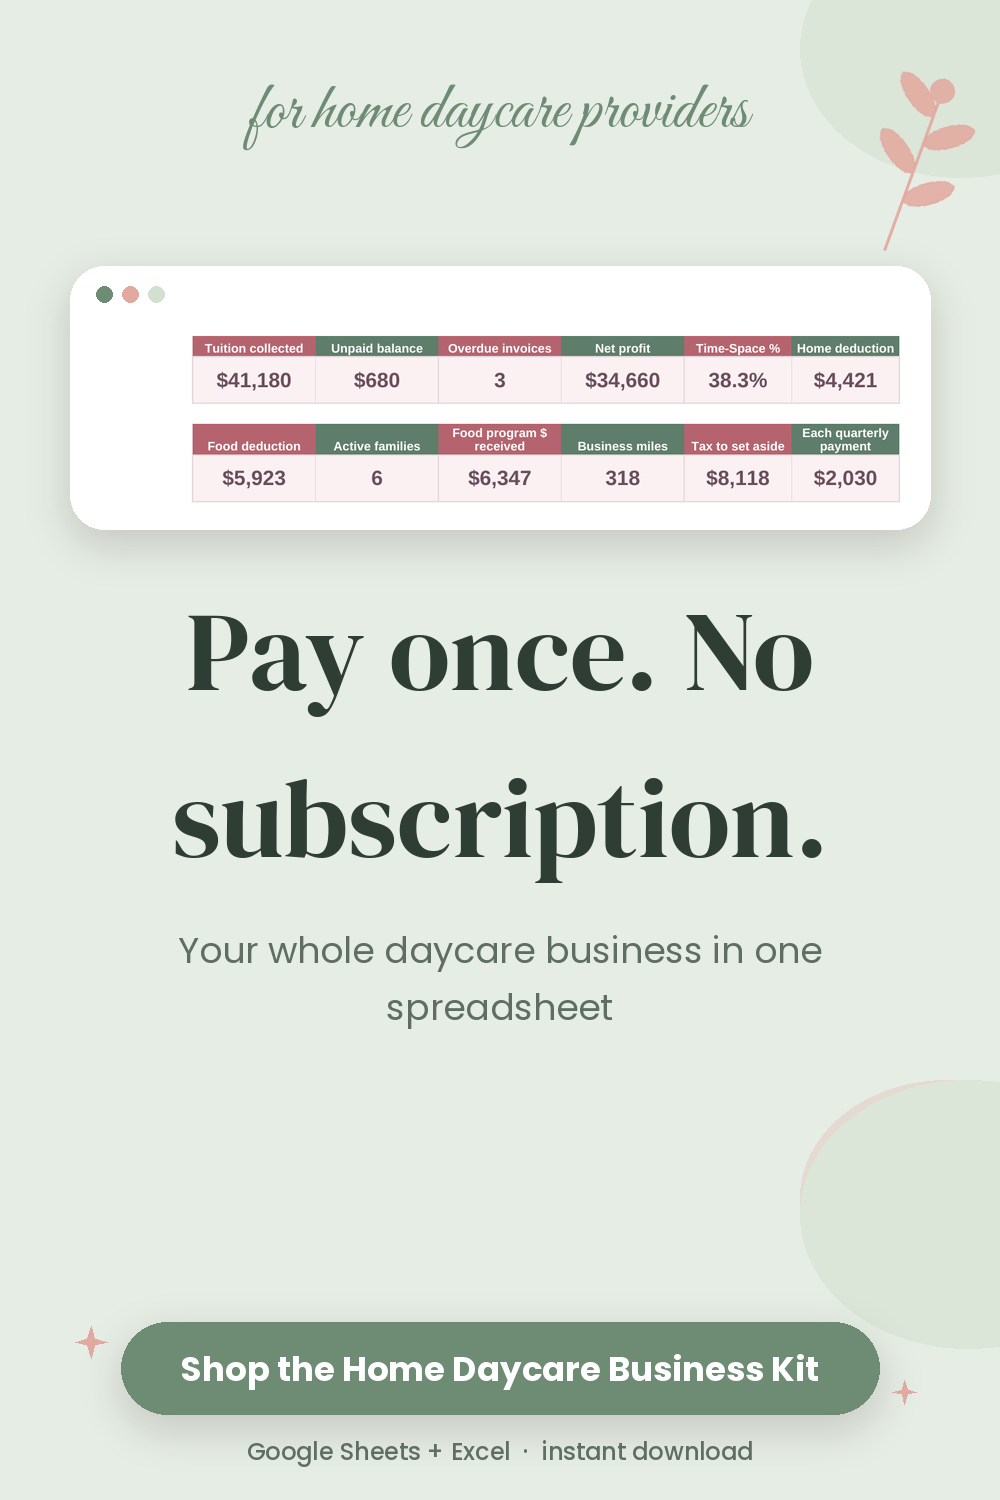 for home daycare providers
Tuition collected Unpaid balance Overdue invoices Net profit Time-Space % Home deduction
$41,180 $680 3 $34,660 38.3% $4,421
Food deduction Active families Food program $ received Business miles Tax to set aside Each quarterly payment
$5,923 6 $6,347 318 $8,118 $2,030
Pay once. No
subscription.
Your whole daycare business in one
spreadsheet
Shop the Home Daycare Business Kit
Google Sheets + Excel · instant download